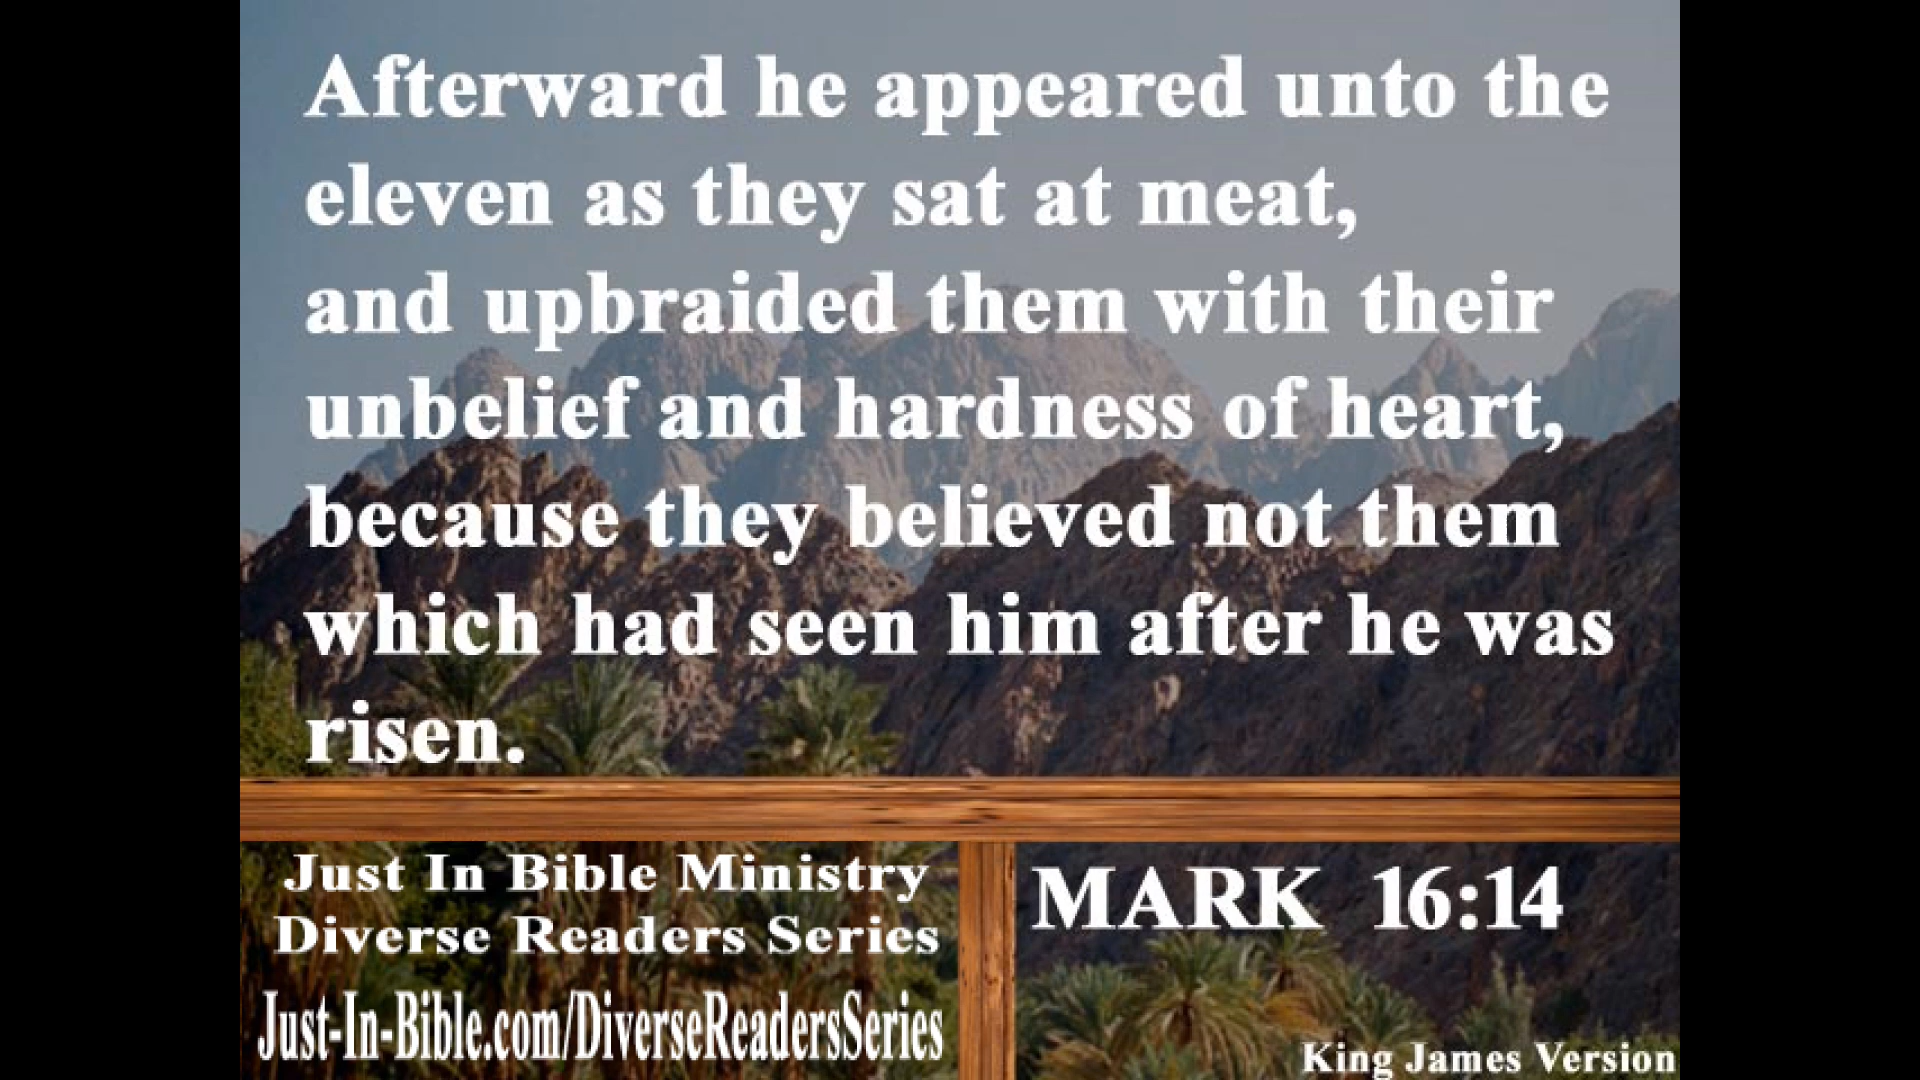 Afterward he appeared unto the
eleven as they sat at meat,
and upbraided them with their
unbelief and hardness of heart,
because they believed not them
which had seen him after he was
risen.
Just In Bible Ministry
Diverse Readers Series
Just-In-Bible.com/DiverseReadersSeries
MARK 16:14
King James Version